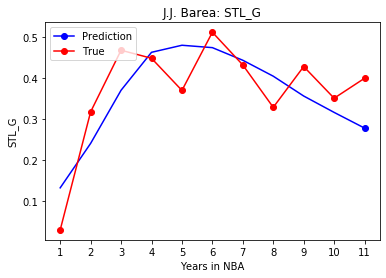 J.J. Barea: STL_G
Prediction
True
0.5
0.4
0.3
0.2
0.1
STL_G
1 2 3 4 5 6 7 8 9 10 11
Years in NBA